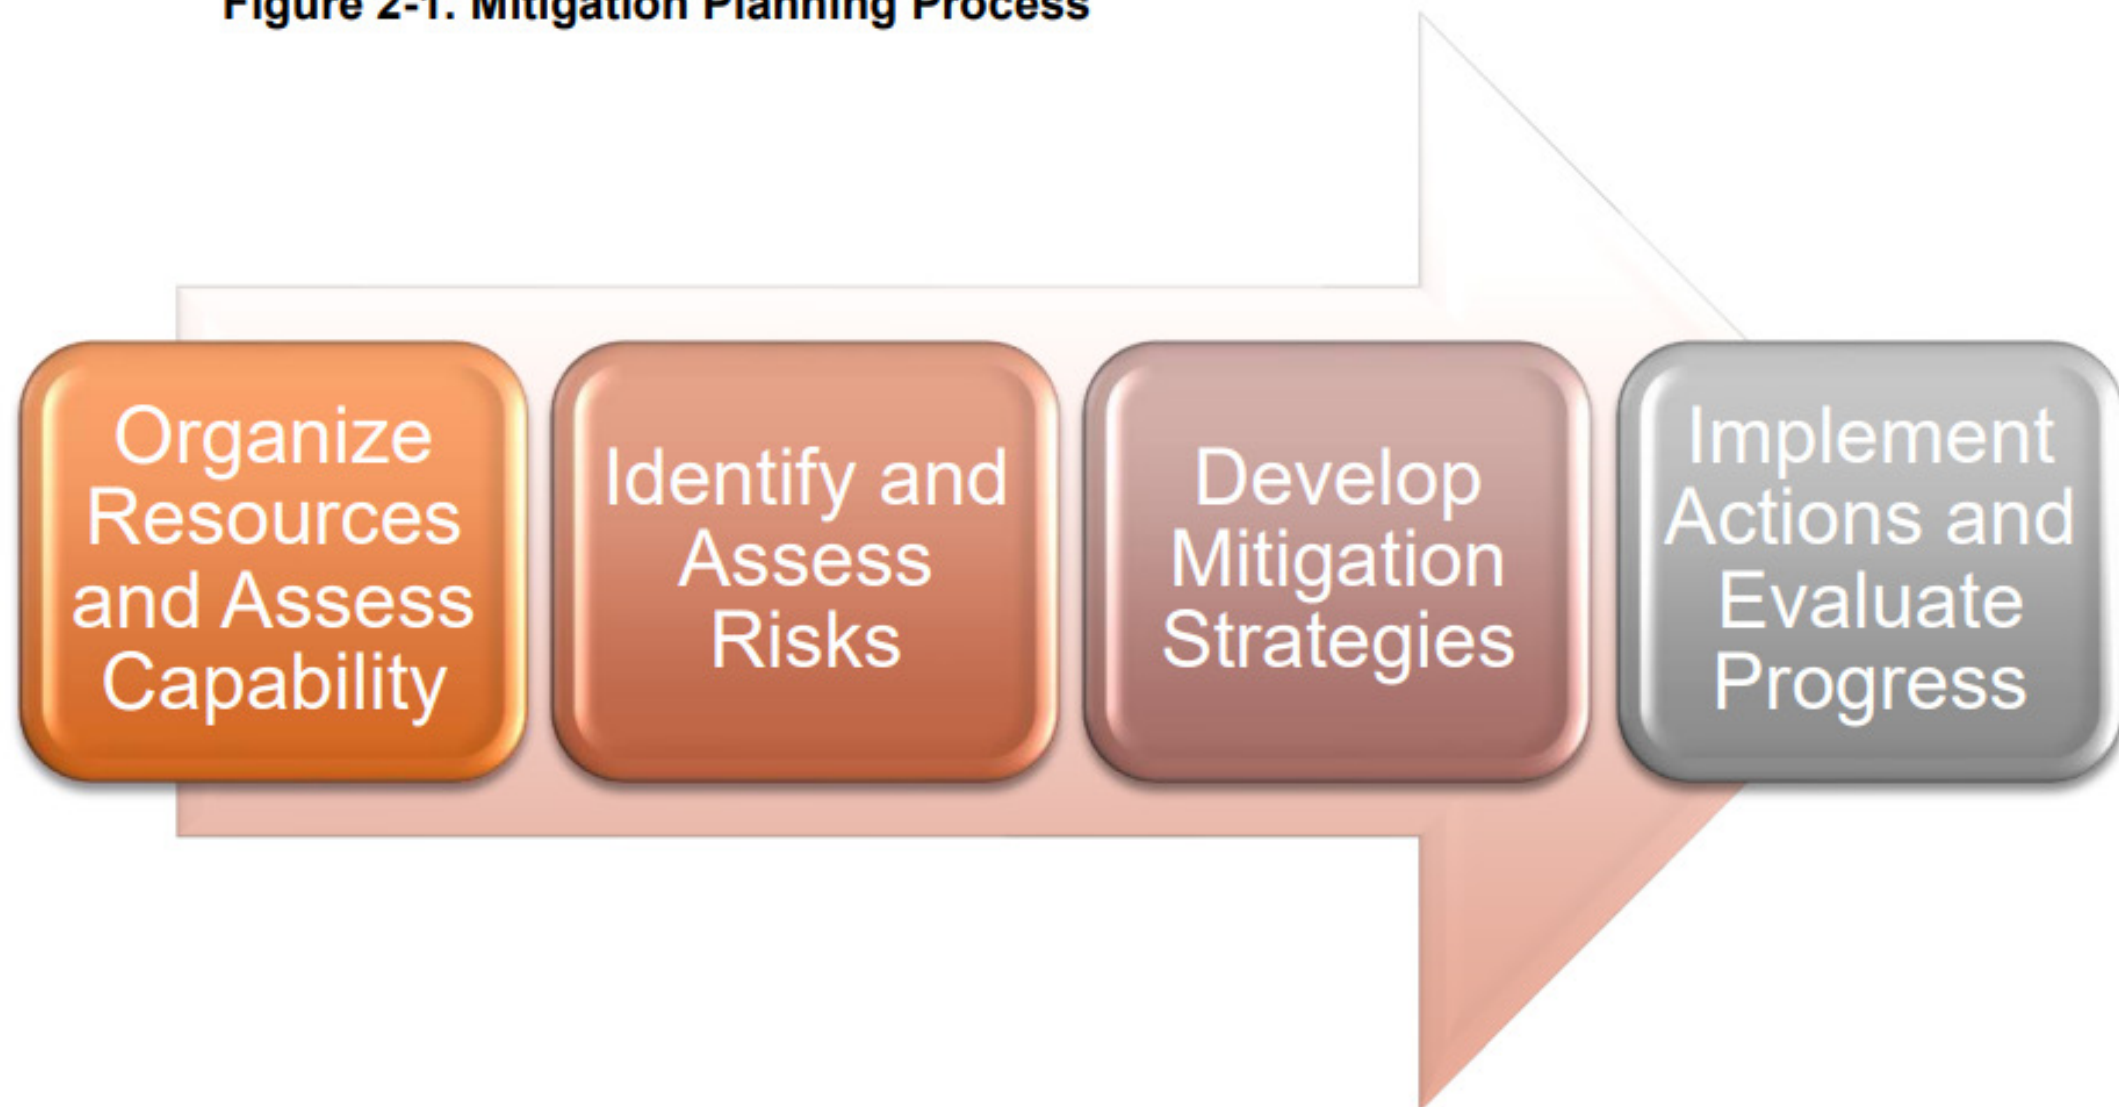 Figure 2-1. Mitigation Planning Process
Organize
Resources
and Assess
Capability
Identify and
Assess
Risks
Develop
Mitigation
Strategies
Implement
Actions and
Evaluate
Progress